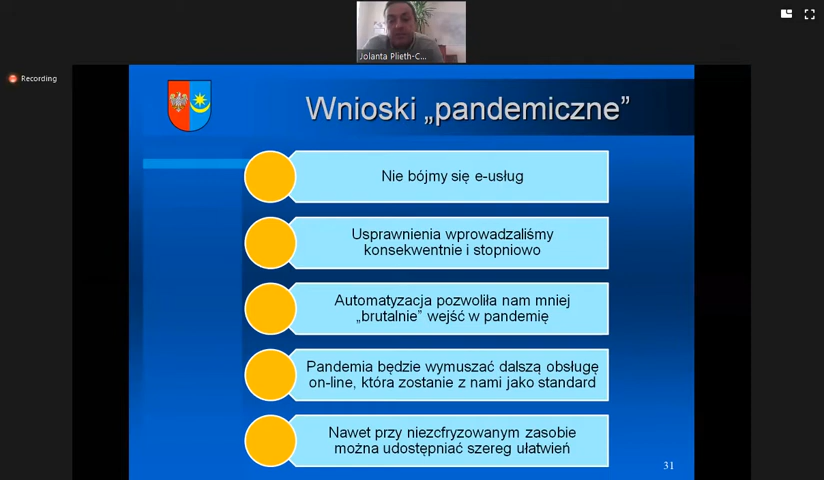 Jolanta Plieth-C...
Recording
Wnioski „pandemiczne”
Nie bójmy się e-usług
Usprawnienia wprowadzaliśmy
konsekwentnie i stopniowo
Automatyzacja pozwoliła nam mniej
„brutalnie” wejść w pandemię
Pandemia będzie wymuszać dalszą obsługę
on-line, która zostanie z nami jako standard
Nawet przy niezcfryzowanym zasobie
można udostępniać szereg ułatwień
31